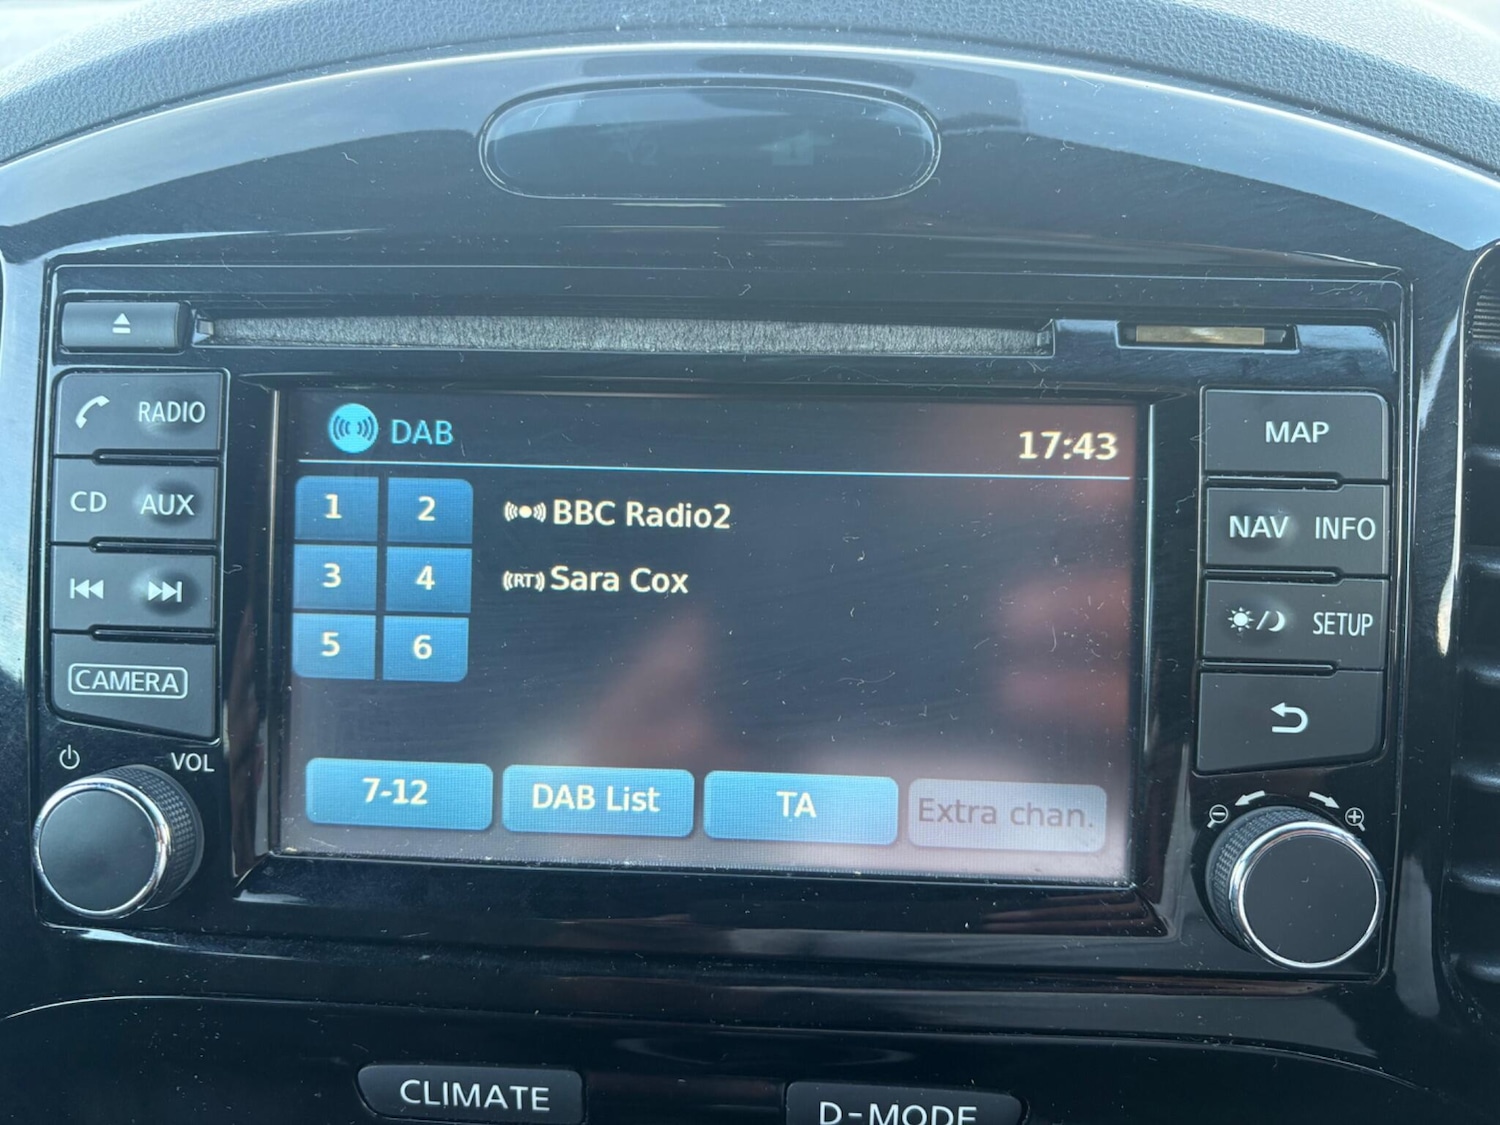 RADIO
CD AUX
CAMERA
VOL
DAB
17:43
1 2
3 4
5 6
BBC Radio2
RT Sara Cox
7-12
DAB List
TA
Extra chan.
MAP
NAV INFO
SETUP
CLIMATE
D-MODE